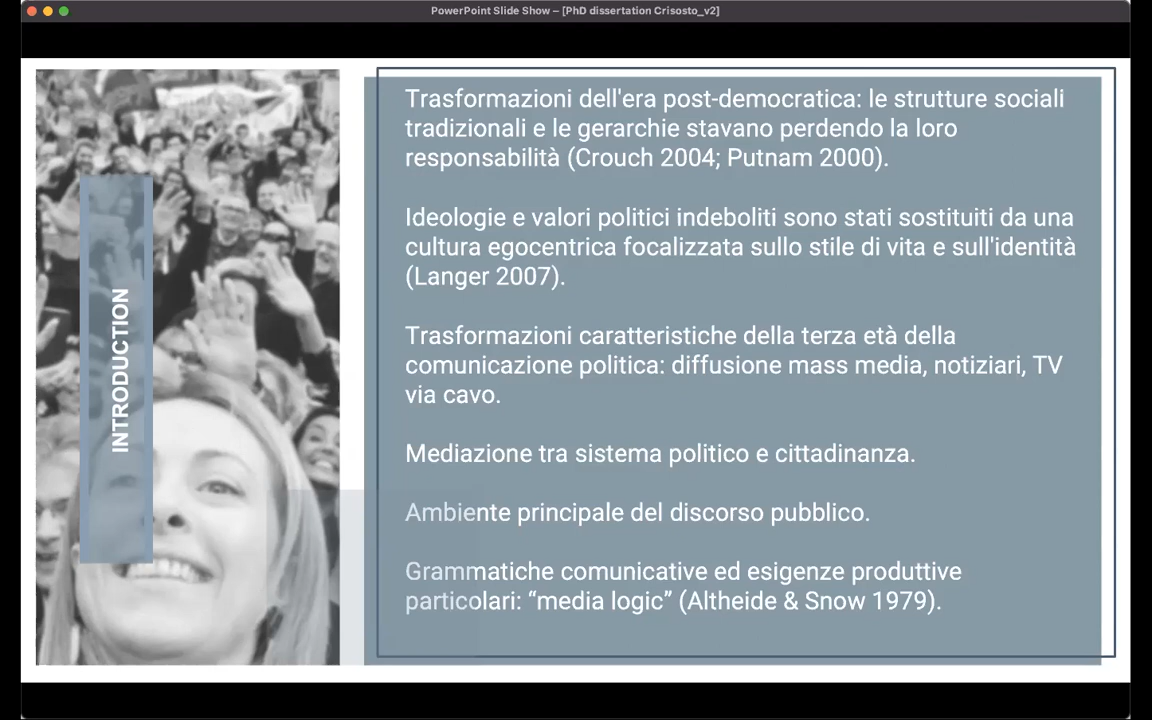 PowerPoint Slide Show – [PhD dissertation Crisosto_v2]
INTRODUCTION
Trasformazioni dell'era post-democratica: le strutture sociali
tradizionali e le gerarchie stavano perdendo la loro
responsabilità (Crouch 2004; Putnam 2000).
Ideologie e valori politici indeboliti sono stati sostituiti da una
cultura egocentrica focalizzata sullo stile di vita e sull'identità
(Langer 2007).
Trasformazioni caratteristiche della terza età della
comunicazione politica: diffusione mass media, notiziari, TV
via cavo.
Mediazione tra sistema politico e cittadinanza.
Ambiente principale del discorso pubblico.
Grammatiche comunicative ed esigenze produttive
particolari: “media logic” (Altheide & Snow 1979).